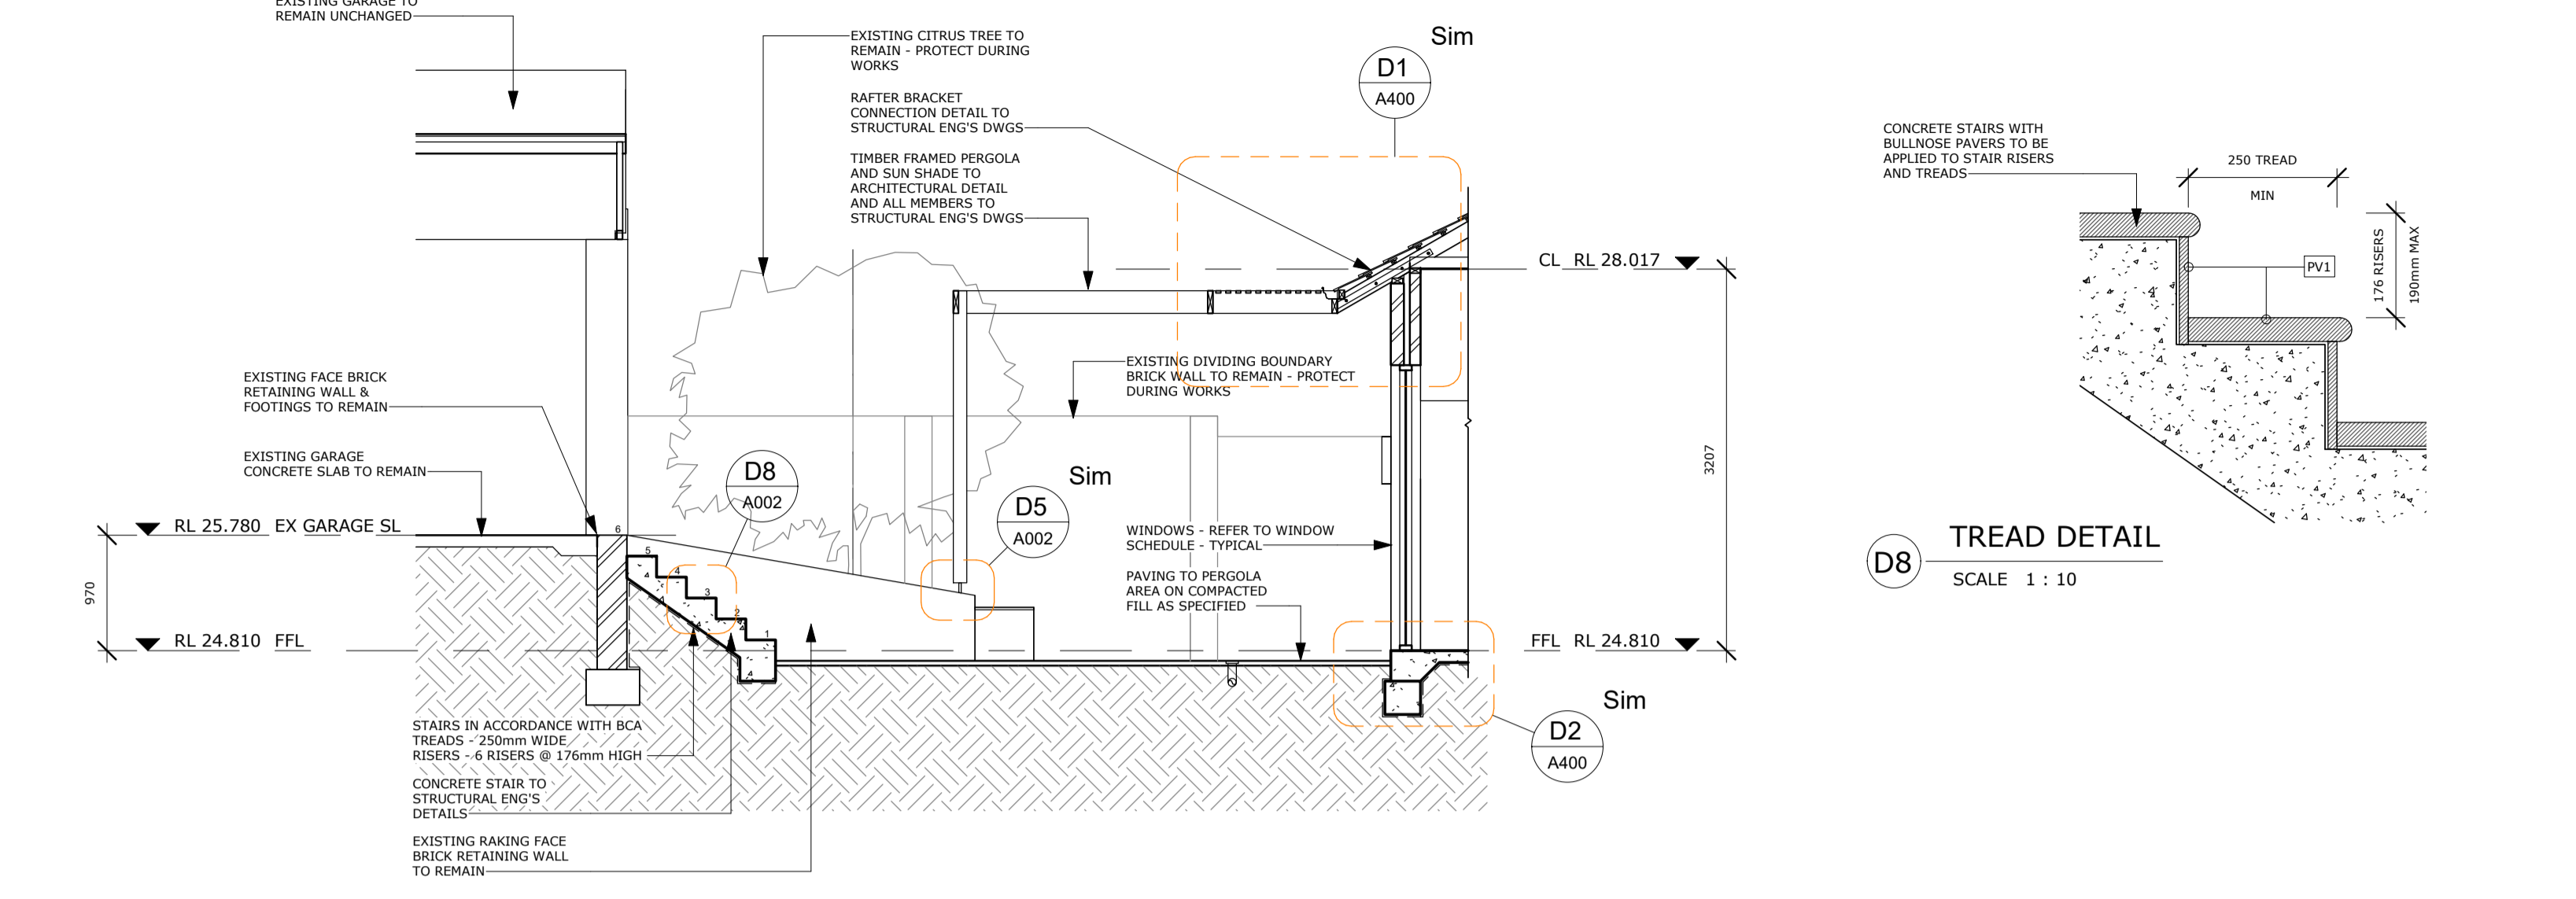 EXISTING GARAGE TO
REMAIN UNCHANGED
EXISTING CITRUS TREE TO
REMAIN - PROTECT DURING
WORKS
RAFTER BRACKET
CONNECTION DETAIL TO
STRUCTURAL ENG'S DWGS
TIMBER FRAMED PERGOLA
AND SUN SHADE TO
ARCHITECTURAL DETAIL
AND ALL MEMBERS TO
STRUCTURAL ENG'S DWGS
Sim
D1
A400
CL RL 28.017
EXISTING DIVIDING BOUNDARY
BRICK WALL TO REMAIN - PROTECT
DURING WORKS
EXISTING FACE BRICK
RETAINING WALL &
FOOTINGS TO REMAIN
EXISTING GARAGE
CONCRETE SLAB TO REMAIN
D8
A002
Sim
D5
A002
3207
RL 25.780 EX GARAGE SL
6
5
4
3
2
1
WINDOWS - REFER TO WINDOW
SCHEDULE - TYPICAL
PAVING TO PERGOLA
AREA ON COMPACTED
FILL AS SPECIFIED
970
RL 24.810 FFL
FFL RL 24.810
Sim
D2
A400
STAIRS IN ACCORDANCE WITH BCA
TREADS - 250mm WIDE
RISERS - 6 RISERS @ 176mm HIGH
CONCRETE STAIR TO
STRUCTURAL ENG'S
DETAILS
EXISTING RAKING FACE
BRICK RETAINING WALL
TO REMAIN
CONCRETE STAIRS WITH
BULLNOSE PAVERS TO BE
APPLIED TO STAIR RISERS
AND TREADS
250 TREAD
MIN
176 RISERS
190mm MAX
PV1
D8
TREAD DETAIL
SCALE 1 : 10